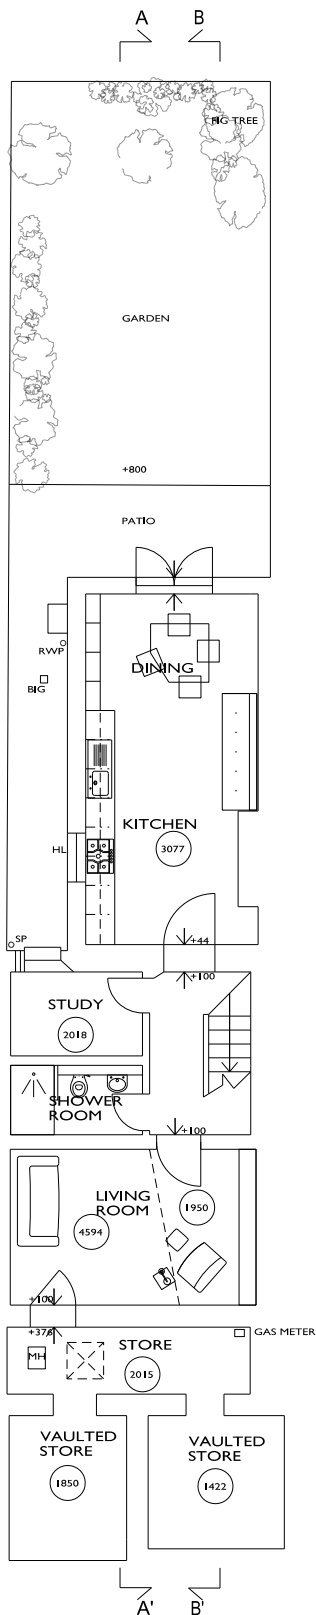 A B
FIG TREE
GARDEN
+800
PATIO
RWP
DINING
BIG
KITCHEN
3077
HL
SP
+44
+100
STUDY
2018
SHOWER
ROOM
+100
LIVING
ROOM
1950
4594
+100
+376
GAS METER
MH
STORE
2015
VAULTED
STORE
1850
VAULTED
STORE
1422
A' B'